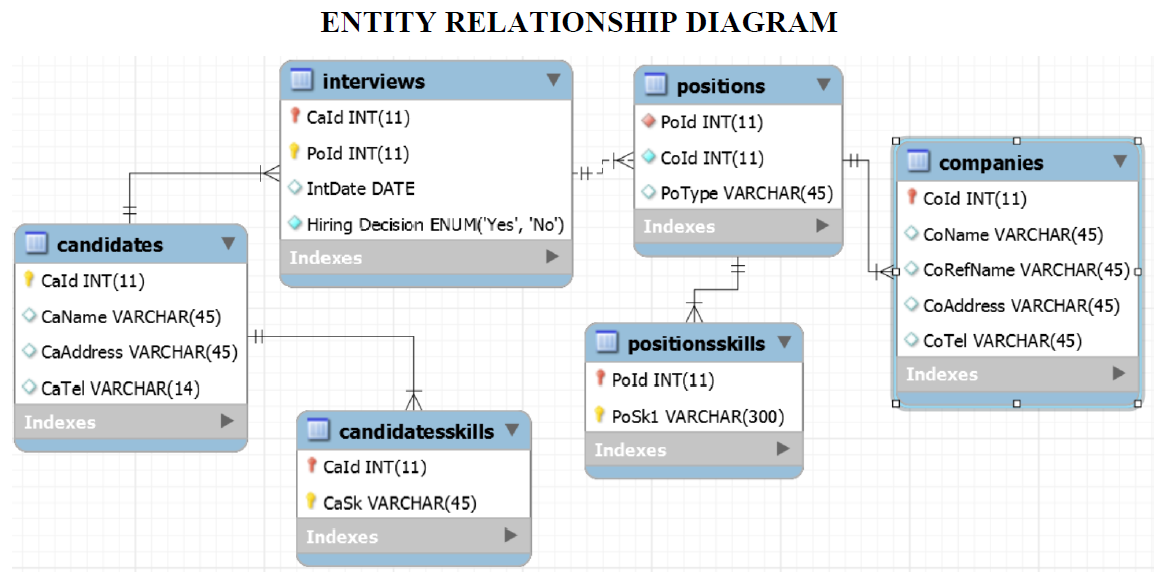 ENTITY RELATIONSHIP DIAGRAM
interviews
CaId INT(11)
PoId INT(11)
IntDate DATE
Hiring Decision ENUM('Yes', 'No')
Indexes
positions
PoId INT(11)
CoId INT(11)
PoType VARCHAR(45)
Indexes
companies
CoId INT(11)
CoName VARCHAR(45)
CoRefName VARCHAR(45)
CoAddress VARCHAR(45)
CoTel VARCHAR(45)
Indexes
candidates
CaId INT(11)
CaName VARCHAR(45)
CaAddress VARCHAR(45)
CaTel VARCHAR(14)
Indexes
positionsskills
PoId INT(11)
PoSk1 VARCHAR(300)
Indexes
candidatesskills
CaId INT(11)
CaSk VARCHAR(45)
Indexes